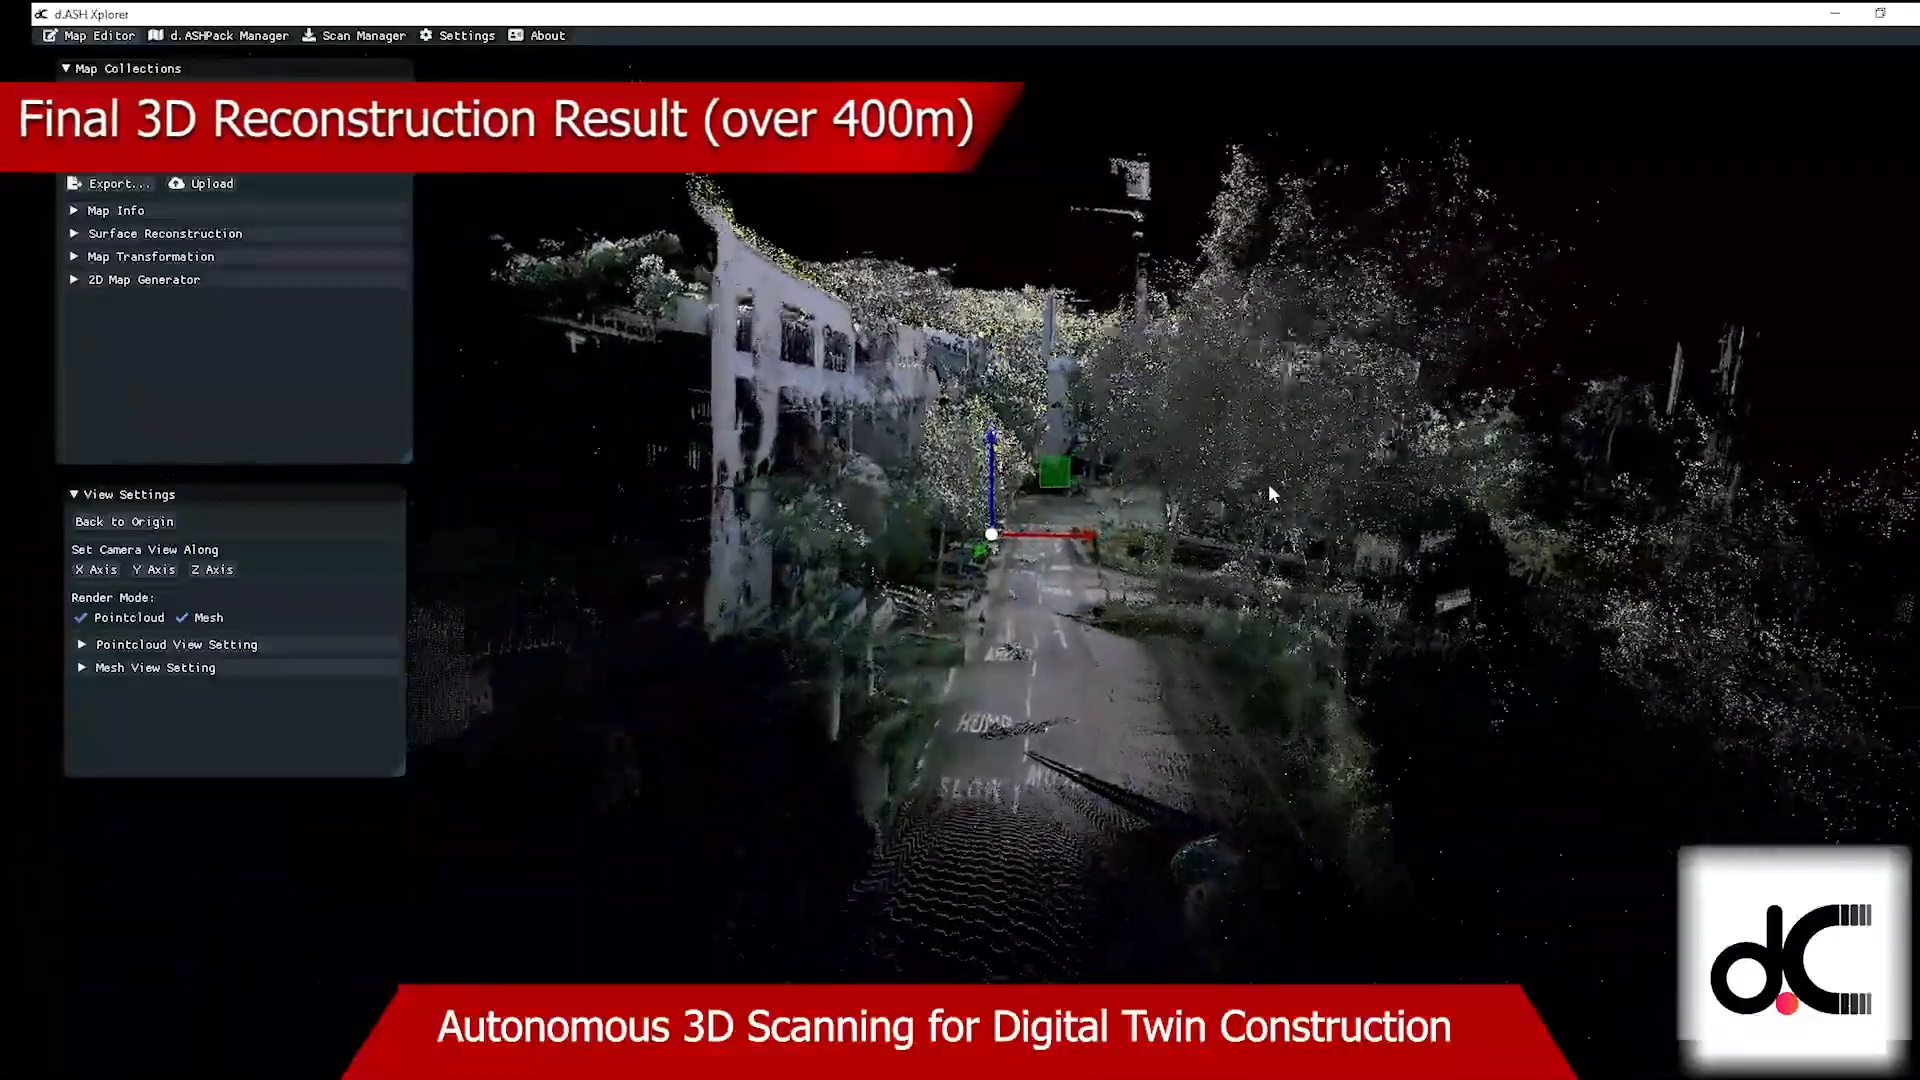 d.ASH Xplorer
Map Editor
d.ASHPack Manager
Scan Manager
Settings
About
Map Collections
Final 3D Reconstruction Result (over 400m)
Export...
Upload
Map Info
Surface Reconstruction
Map Transformation
2D Map Generator
View Settings
Back to Origin
Set Camera View Along
X Axis Y Axis Z Axis
Render Mode:
Pointcloud Mesh
Pointcloud View Setting
Mesh View Setting
AHEAD
HUMP
SLOW
d.C
Autonomous 3D Scanning for Digital Twin Construction